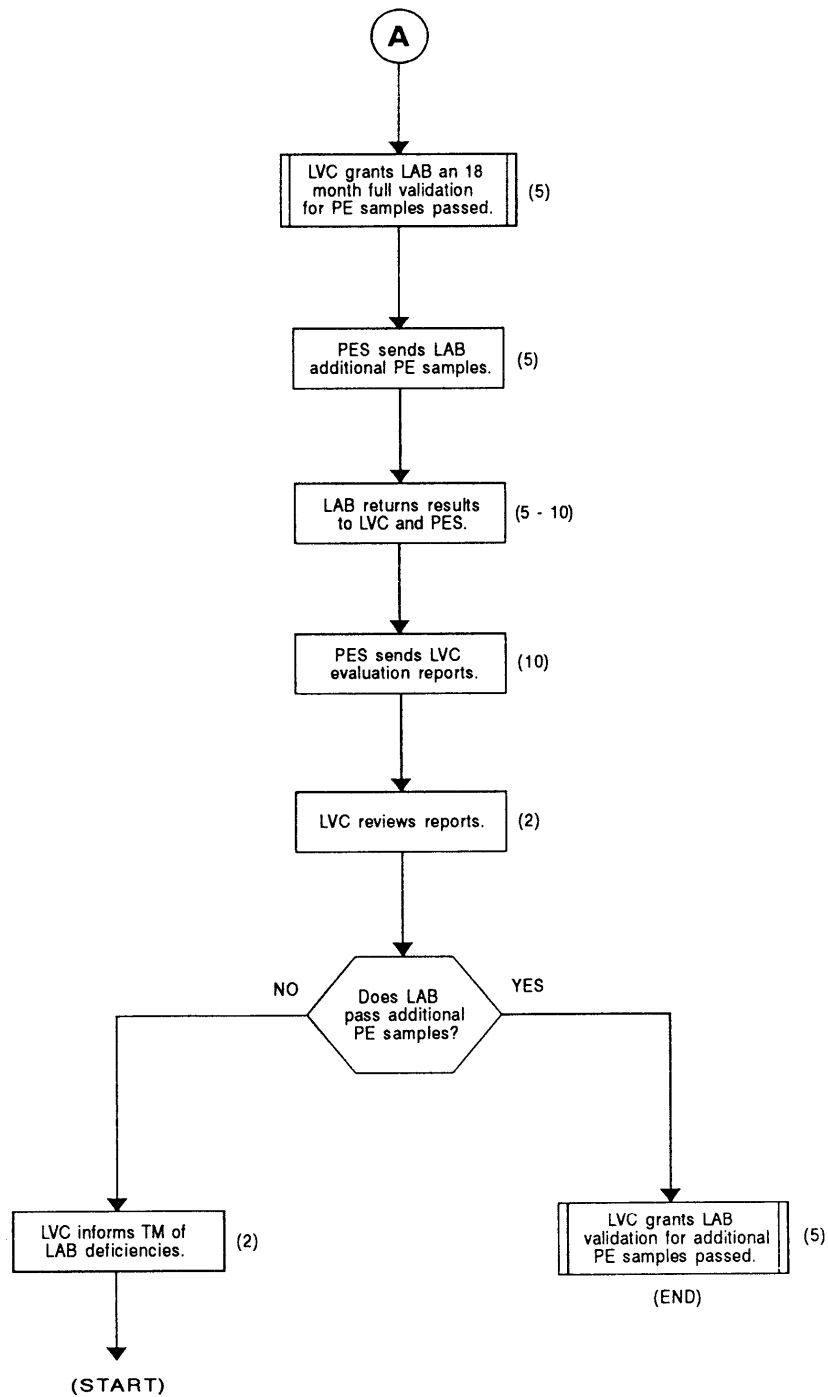 A
LVC grants LAB an 18
month full validation
for PE samples passed.
(5)
PES sends LAB
additional PE samples.
(5)
LAB returns results
to LVC and PES.
(5 - 10)
PES sends LVC
evaluation reports.
(10)
LVC reviews reports.
(2)
NO
Does LAB
pass additional
PE samples?
YES
LVC informs TM of
LAB deficiencies.
(2)
LVC grants LAB
validation for additional
PE samples passed.
(5)
(END)
(START)